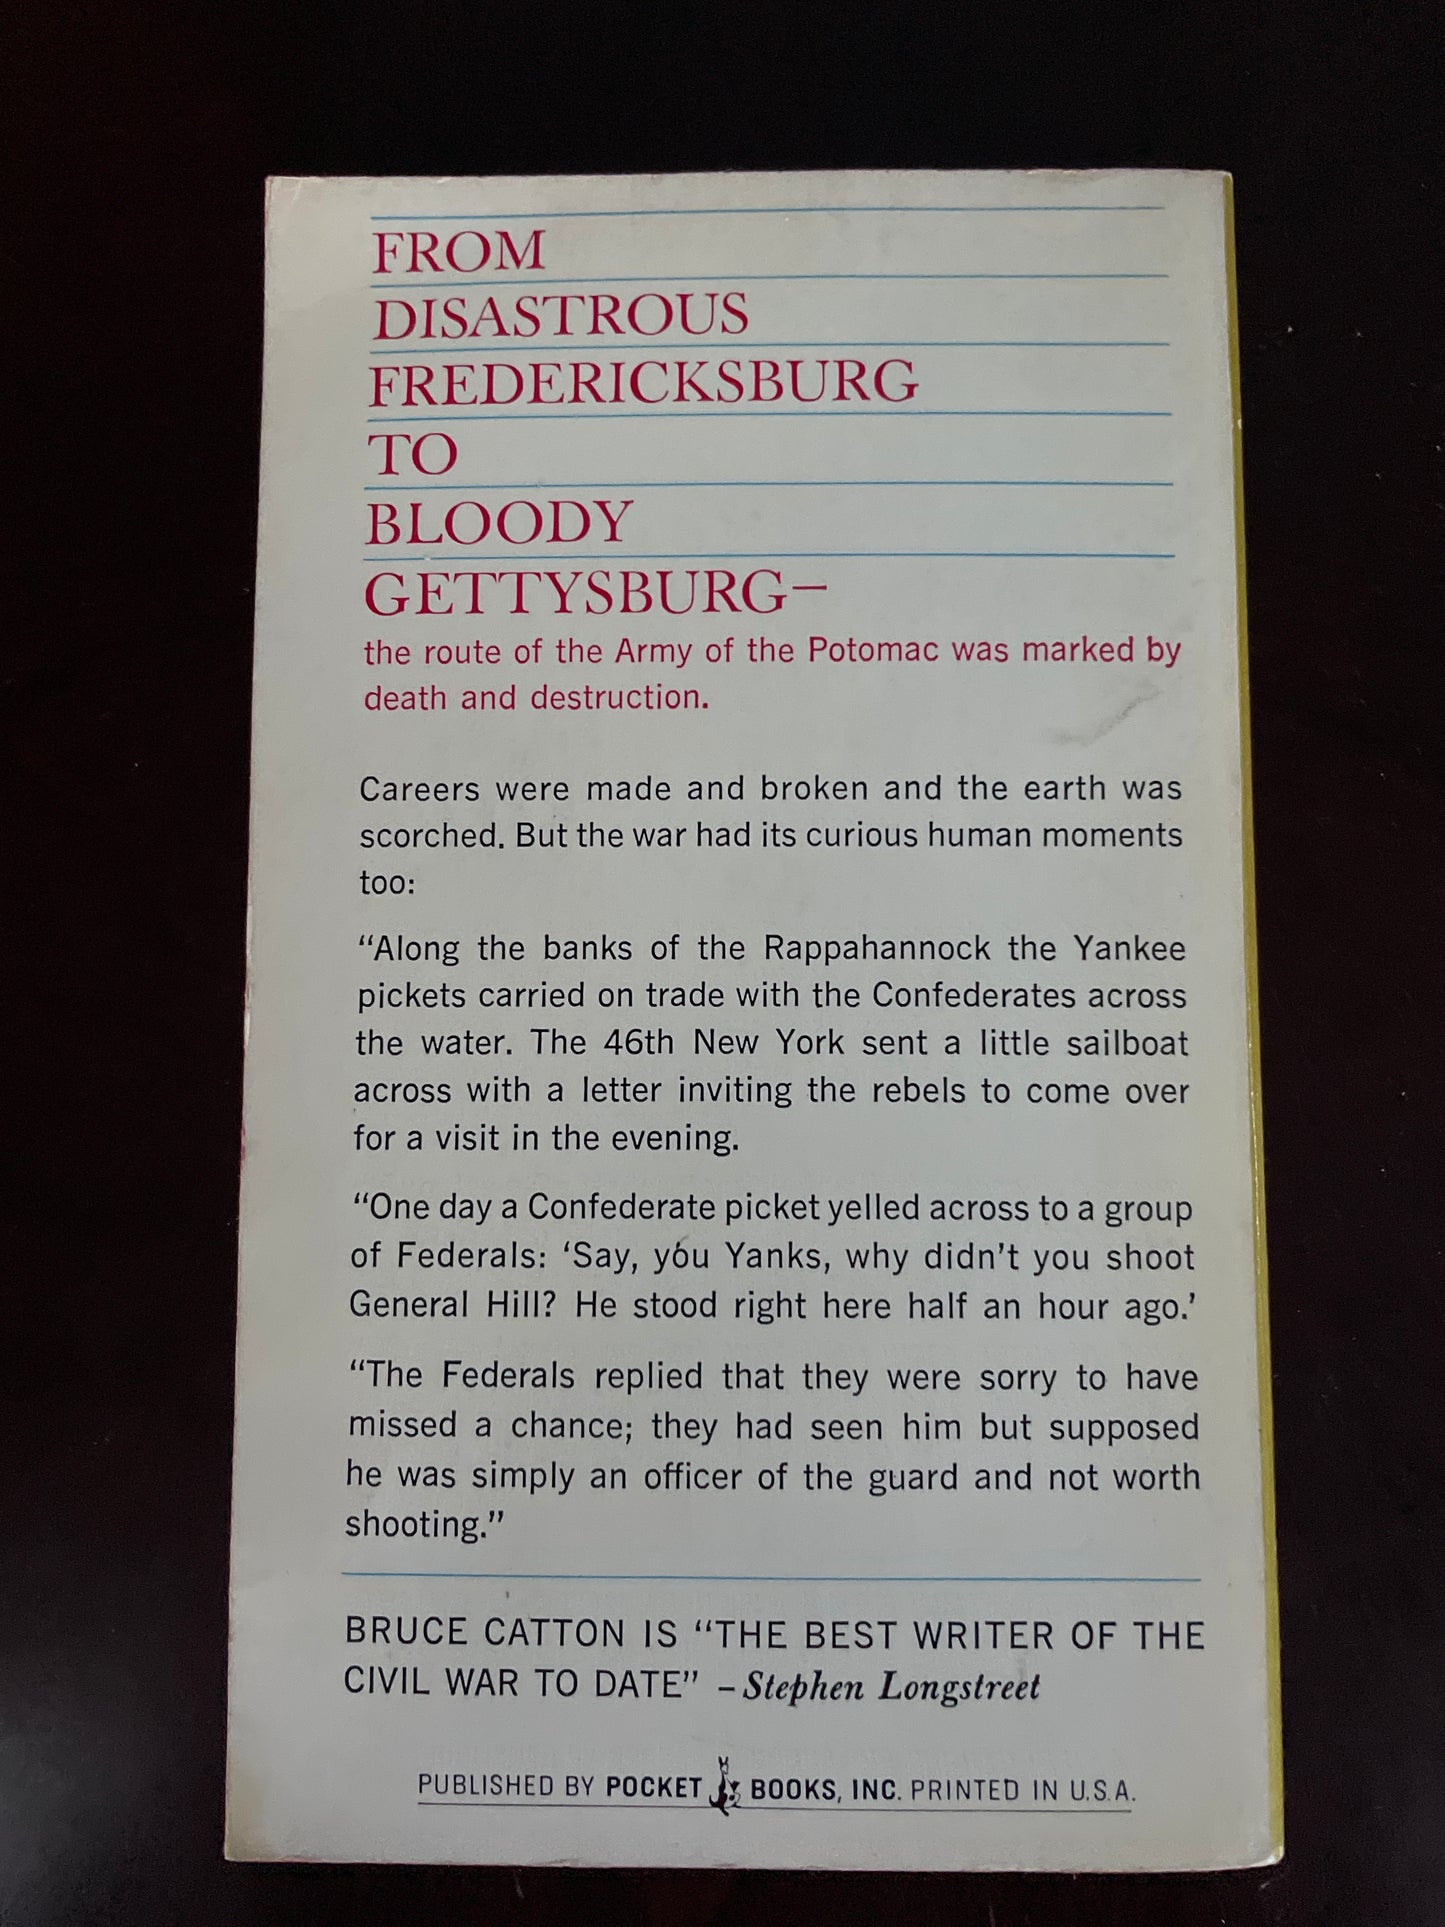 FROM
DISASTROUS
FREDERICKSBURG
TO
BLOODY
GETTYSBURG—
the route of the Army of the Potomac was marked by
death and destruction.
Careers were made and broken and the earth was
scorched. But the war had its curious human moments
too:
“Along the banks of the Rappahannock the Yankee
pickets carried on trade with the Confederates across
the water. The 46th New York sent a little sailboat
across with a letter inviting the rebels to come over
for a visit in the evening.
“One day a Confederate picket yelled across to a group
of Federals: ‘Say, you Yanks, why didn’t you shoot
General Hill? He stood right here half an hour ago.’
“The Federals replied that they were sorry to have
missed a chance; they had seen him but supposed
he was simply an officer of the guard and not worth
shooting.”
BRUCE CATTON IS “THE BEST WRITER OF THE
CIVIL WAR TO DATE” –Stephen Longstreet
PUBLISHED BY POCKET BOOKS, INC. PRINTED IN U.S.A.